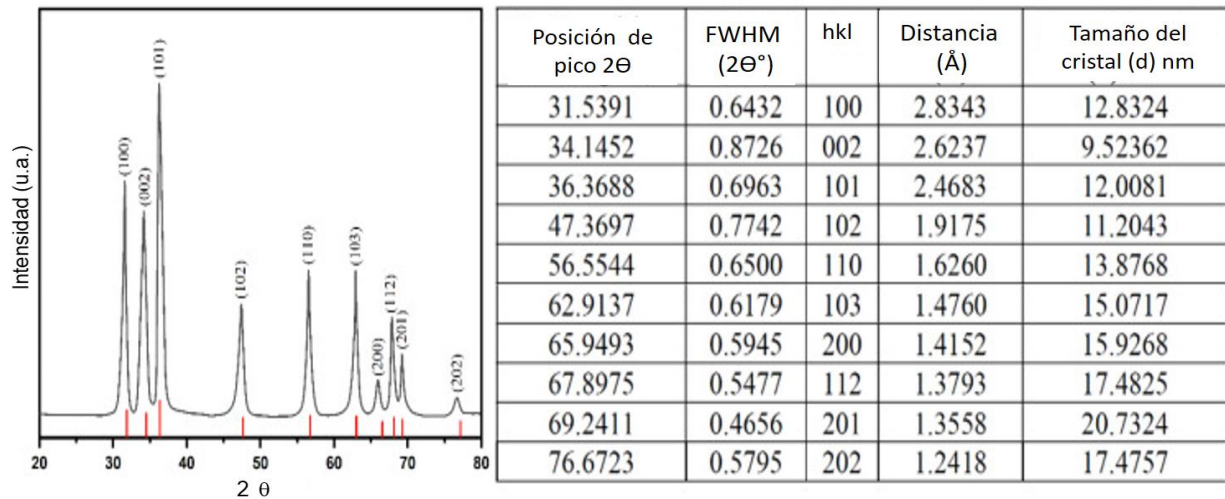 Intensidad (u.a.)
(100)
(002)
(101)
(102)
(110)
(103)
(200)
(112)
(201)
(202)
20 30 40 50 60 70 80
2 θ
Posición de pico 2Ө FWHM (2Ө°) hkl Distancia (Å) Tamaño del cristal (d) nm
31.5391 0.6432 100 2.8343 12.8324
34.1452 0.8726 002 2.6237 9.52362
36.3688 0.6963 101 2.4683 12.0081
47.3697 0.7742 102 1.9175 11.2043
56.5544 0.6500 110 1.6260 13.8768
62.9137 0.6179 103 1.4760 15.0717
65.9493 0.5945 200 1.4152 15.9268
67.8975 0.5477 112 1.3793 17.4825
69.2411 0.4656 201 1.3558 20.7324
76.6723 0.5795 202 1.2418 17.4757